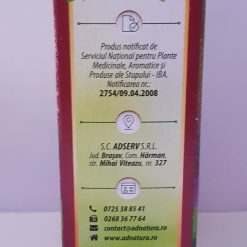 Produs notificat de
Serviciul Național pentru Plante
Medicinale, Aromatice și
Produse ale Stupului - IBA.
Notificarea nr.:
2754/09.04.2008
S.C. ADSERV S.R.L.
Jud. Brașov, Com. Hărman,
str. Mihai Viteazu, nr. 327
0725 38 85 41
0268 36 77 64
contact@adnatura.ro
www.adnatura.ro